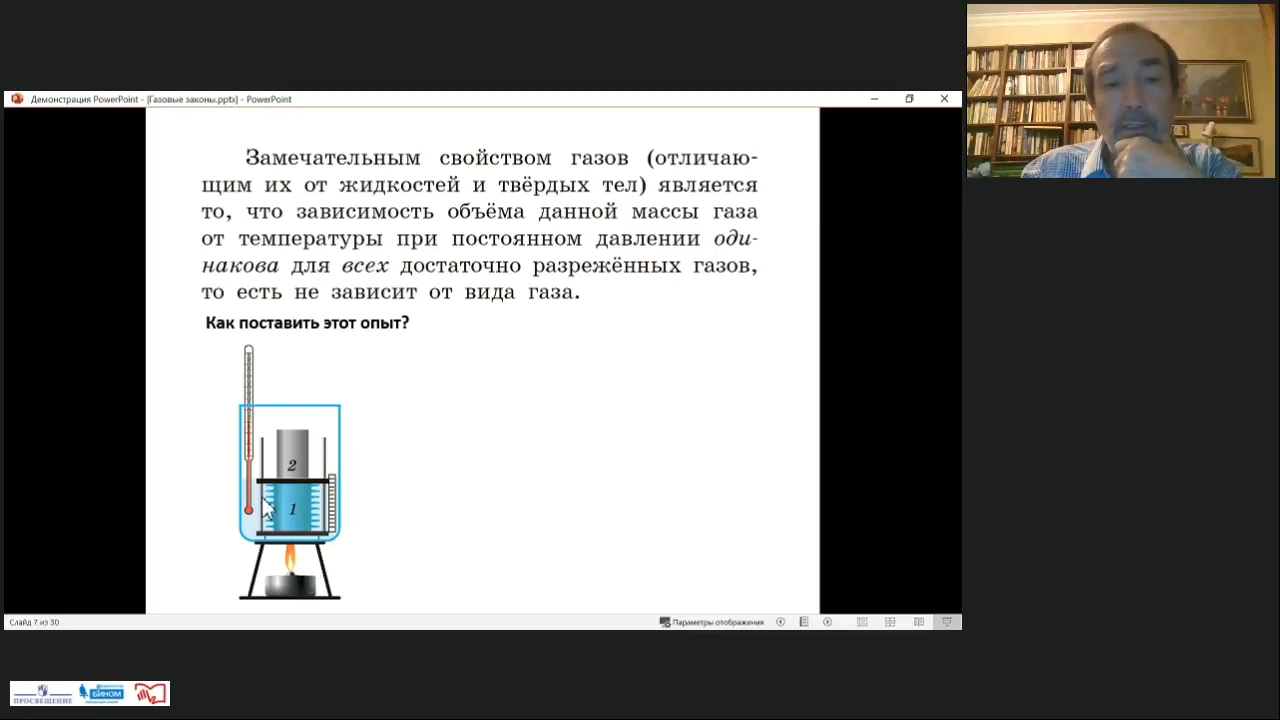 Демонстрация PowerPoint - [Газовые законы.pptx] - PowerPoint
Замечательным свойством газов (отличаю-
щим их от жидкостей и твёрдых тел) является
то, что зависимость объёма данной массы газа
от температуры при постоянном давлении оди-
накова для всех достаточно разрежённых газов,
то есть не зависит от вида газа.
Как поставить этот опыт?
2
1
Слайд 7 из 30
Параметры отображения
ПРОСВЕЩЕНИЕ
БИНОМ